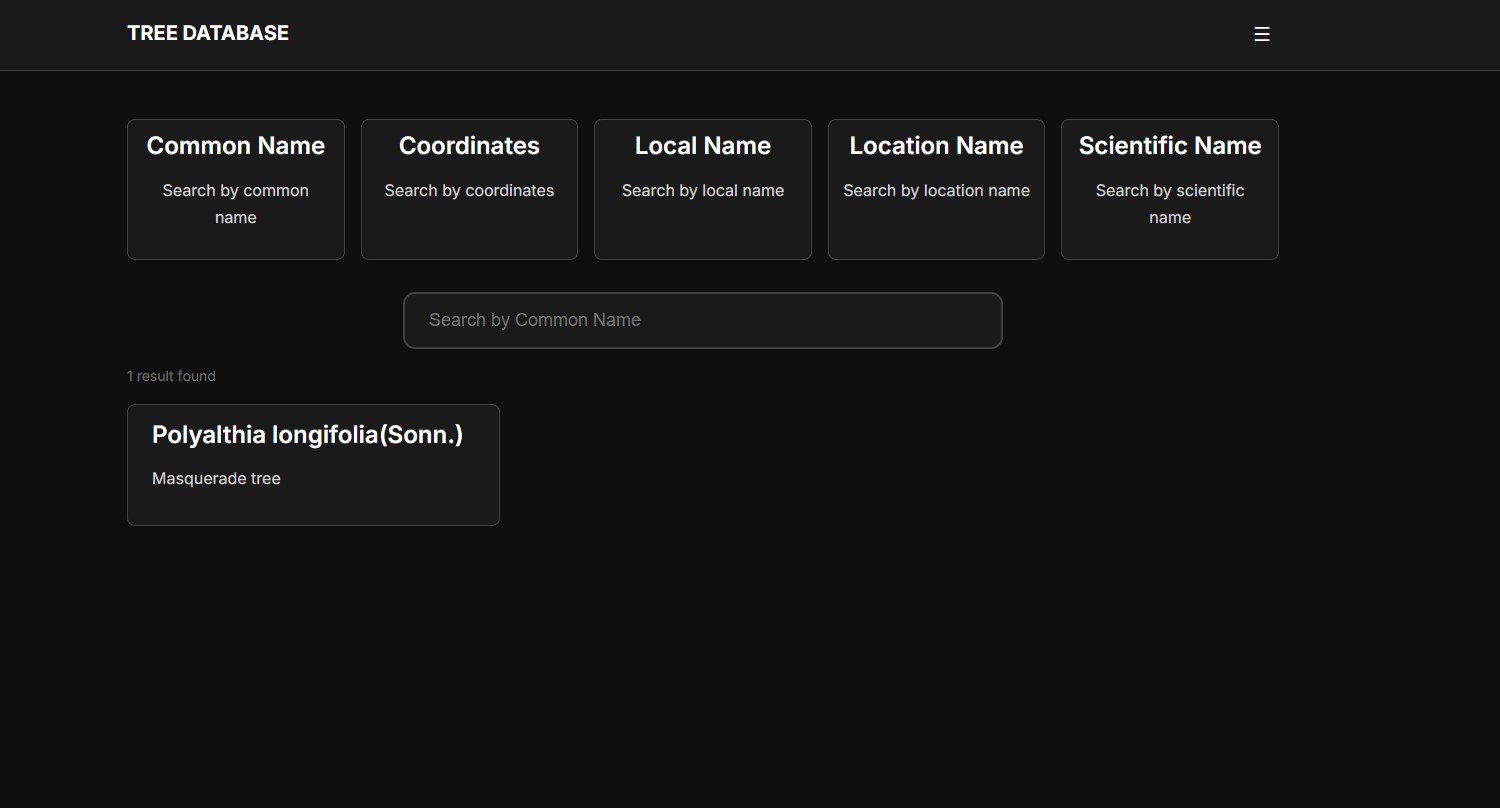 TREE DATABASE
☰
Common Name
Search by common
name
Coordinates
Search by coordinates
Local Name
Search by local name
Location Name
Search by location name
Scientific Name
Search by scientific
name
Search by Common Name
1 result found
Polyalthia longifolia(Sonn.)
Masquerade tree